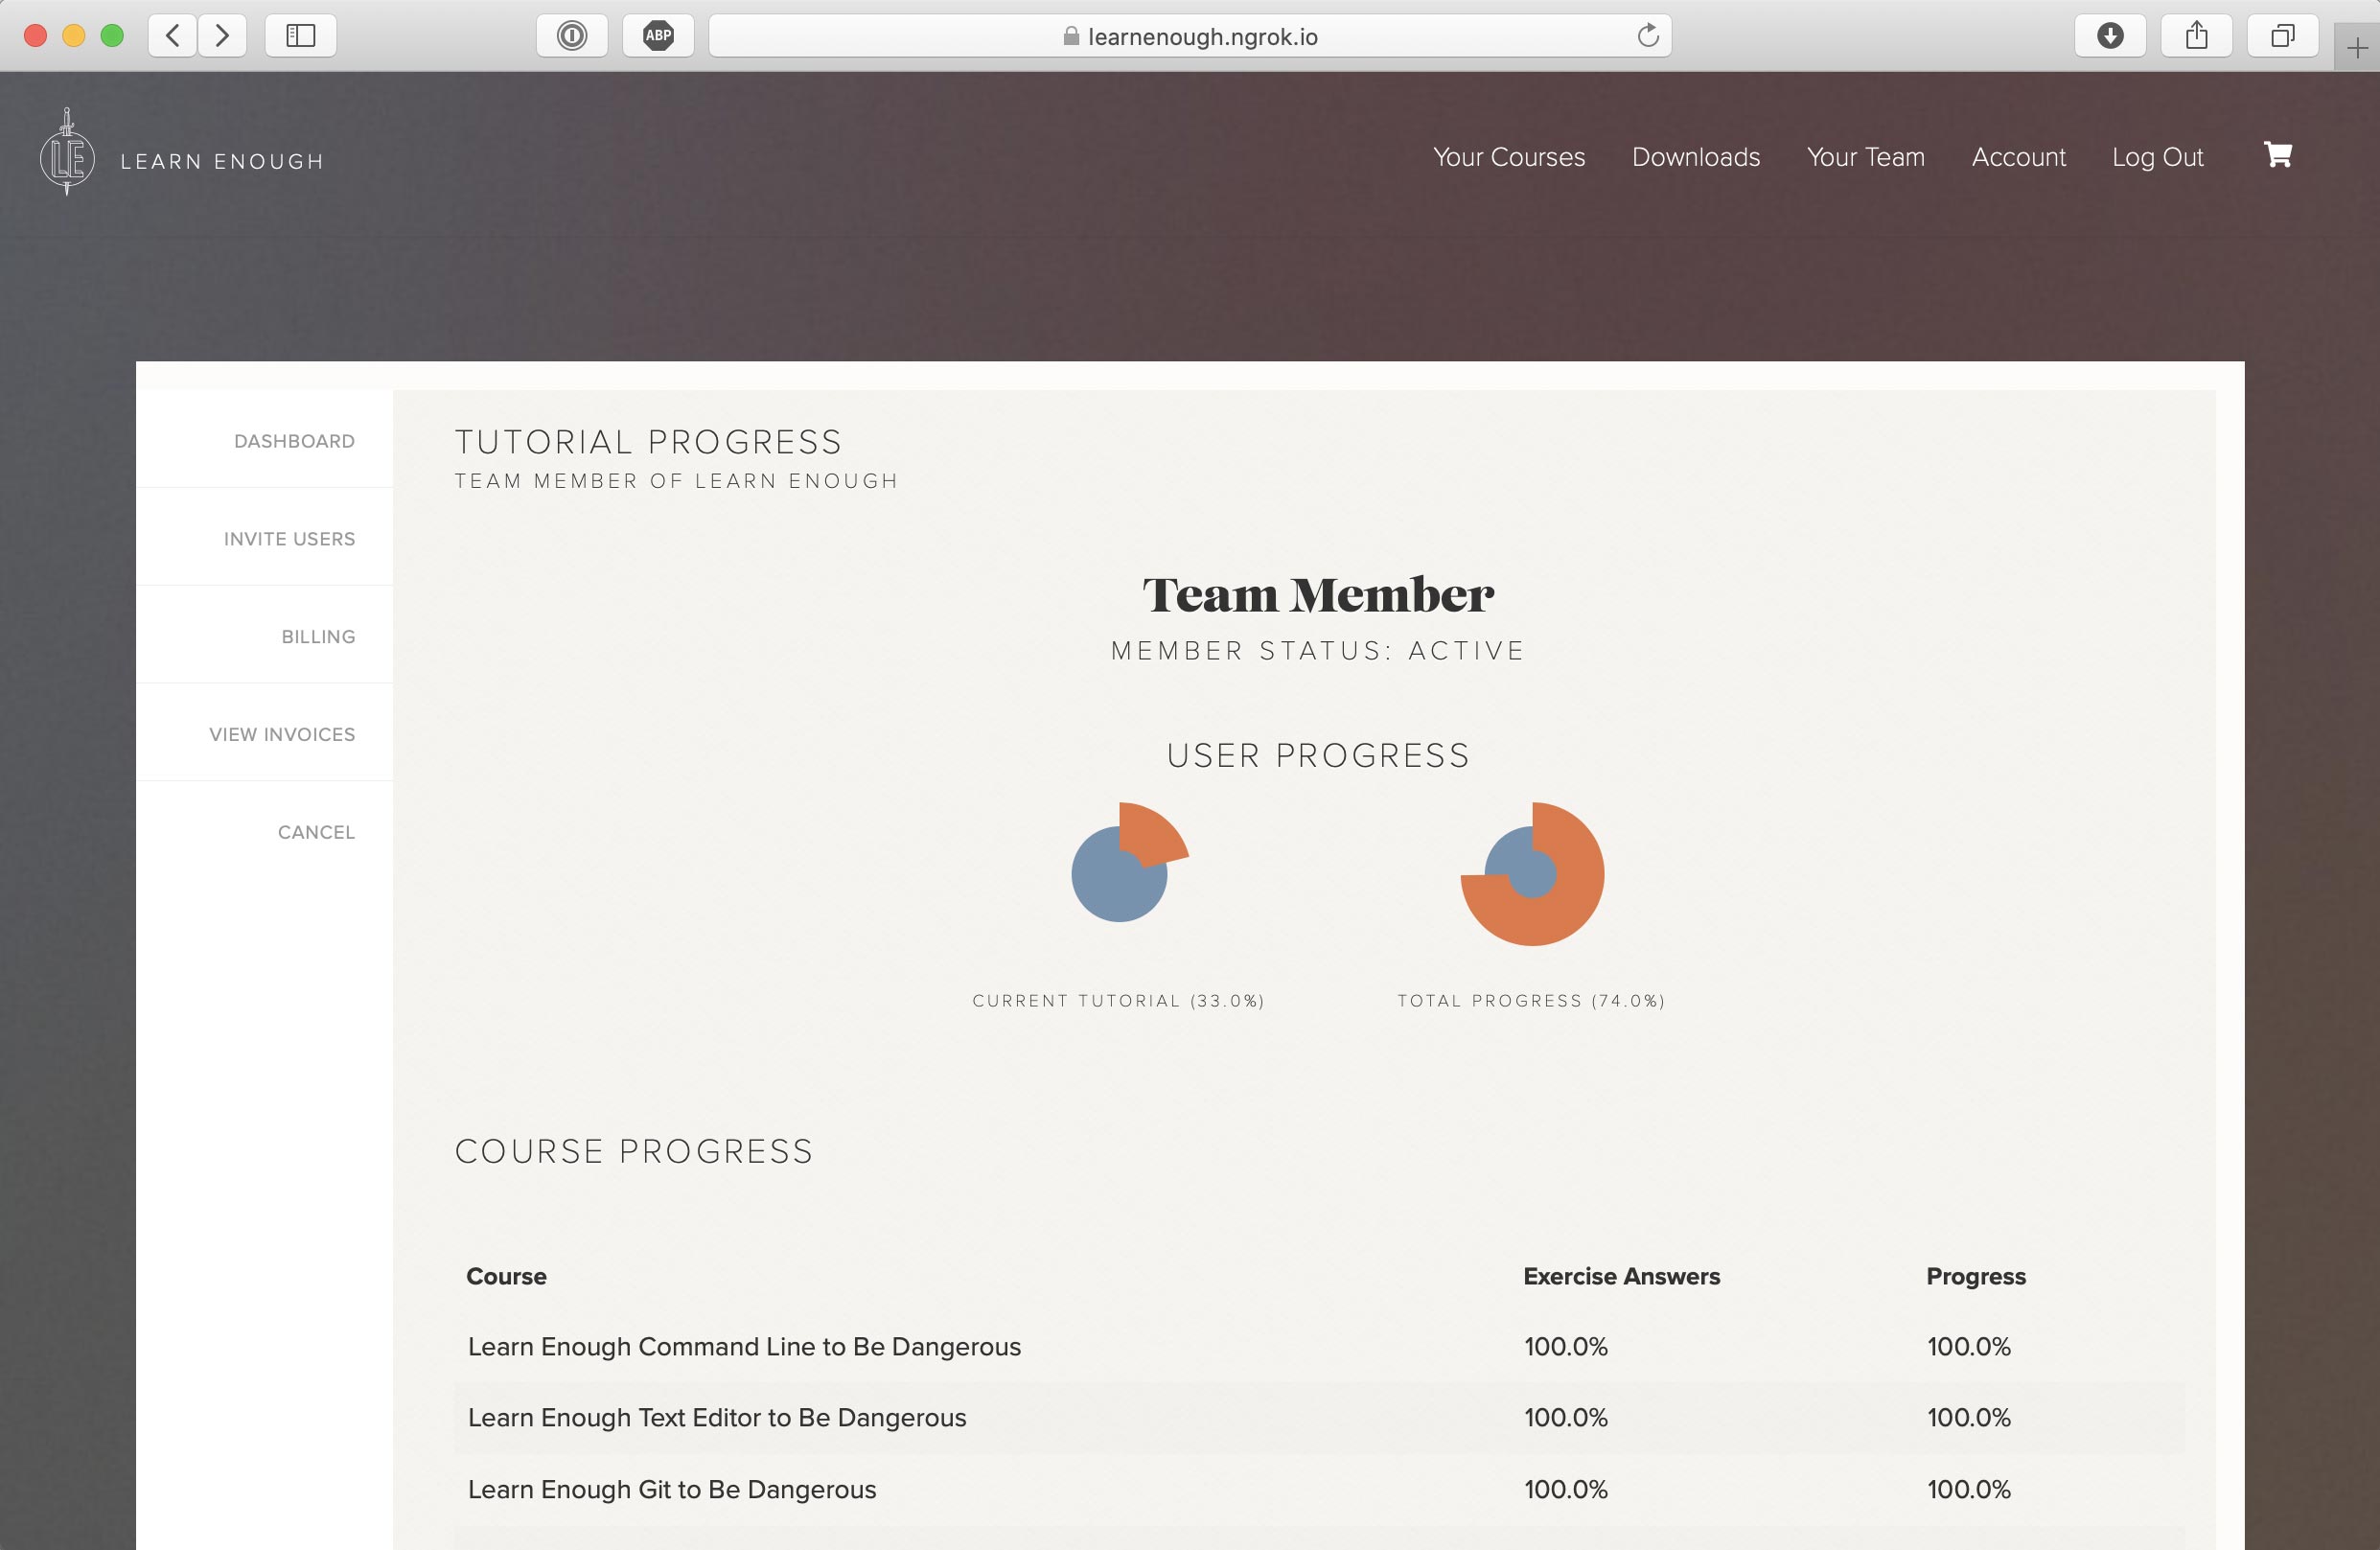 ABP
learnenough.ngrok.io
LE
LEARN ENOUGH
Your Courses Downloads Your Team Account Log Out
DASHBOARD
INVITE USERS
BILLING
VIEW INVOICES
CANCEL
TUTORIAL PROGRESS
TEAM MEMBER OF LEARN ENOUGH
Team Member
MEMBER STATUS: ACTIVE
USER PROGRESS
CURRENT TUTORIAL (33.0%) TOTAL PROGRESS (74.0%)
COURSE PROGRESS
Course Exercise Answers Progress
Learn Enough Command Line to Be Dangerous 100.0% 100.0%
Learn Enough Text Editor to Be Dangerous 100.0% 100.0%
Learn Enough Git to Be Dangerous 100.0% 100.0%